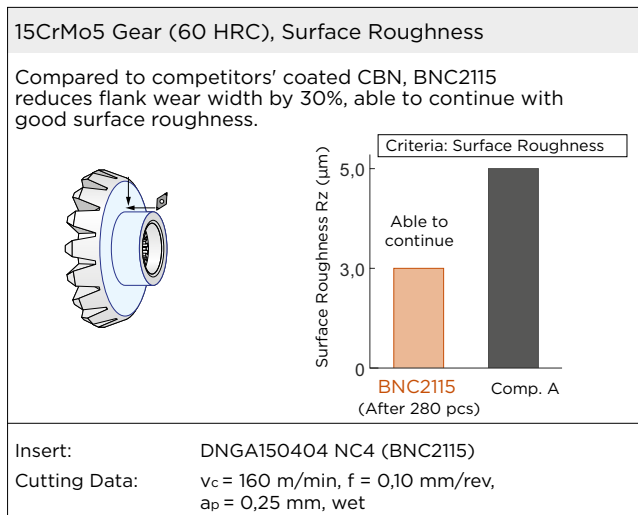 15CrMo5 Gear (60 HRC), Surface Roughness
Compared to competitors' coated CBN, BNC2115
reduces flank wear width by 30%, able to continue with
good surface roughness.
Criteria: Surface Roughness
Surface Roughness Rz (μm)
5,0
3,0
0
Able to
continue
BNC2115
(After 280 pcs)
Comp. A
Insert: DNGA150404 NC4 (BNC2115)
Cutting Data: vc = 160 m/min, f = 0,10 mm/rev,
ap = 0,25 mm, wet